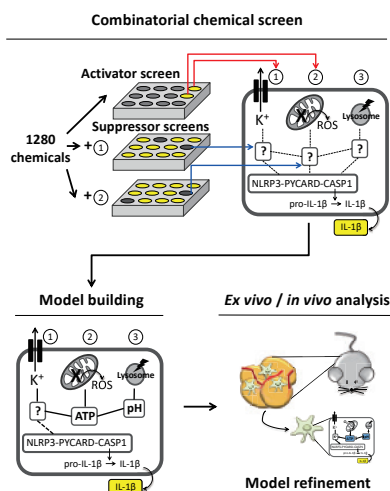 Combinatorial chemical screen
Activator screen
1280
chemicals
Suppressor screens
+ 1
+ 2
1
2
3
K+
ROS
Lysosome
?
?
?
NLRP3-PYCARD-CASP1
pro-IL-1β → IL-1β
IL-1β
Model building
1
2
3
K+
ROS
Lysosome
?
ATP
pH
NLRP3-PYCARD-CASP1
pro-IL-1β → IL-1β
IL-1β
Ex vivo / in vivo analysis
Model refinement